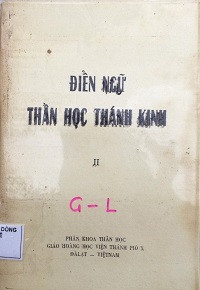 ĐIỂN NGỮ
THẦN HỌC THÁNH KINH
II
G-L
CÔNG
PHÂN KHOA THẦN HỌC
GIÁO HOÀNG HỌC VIỆN THÁNH PIÔ X
ĐÀLẠT — VIỆTNAM